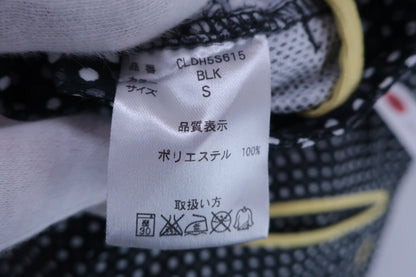 品番 CLDH5S615
カラー BLK
サイズ S
品質表示
ポリエステル 100%
取扱い方
30